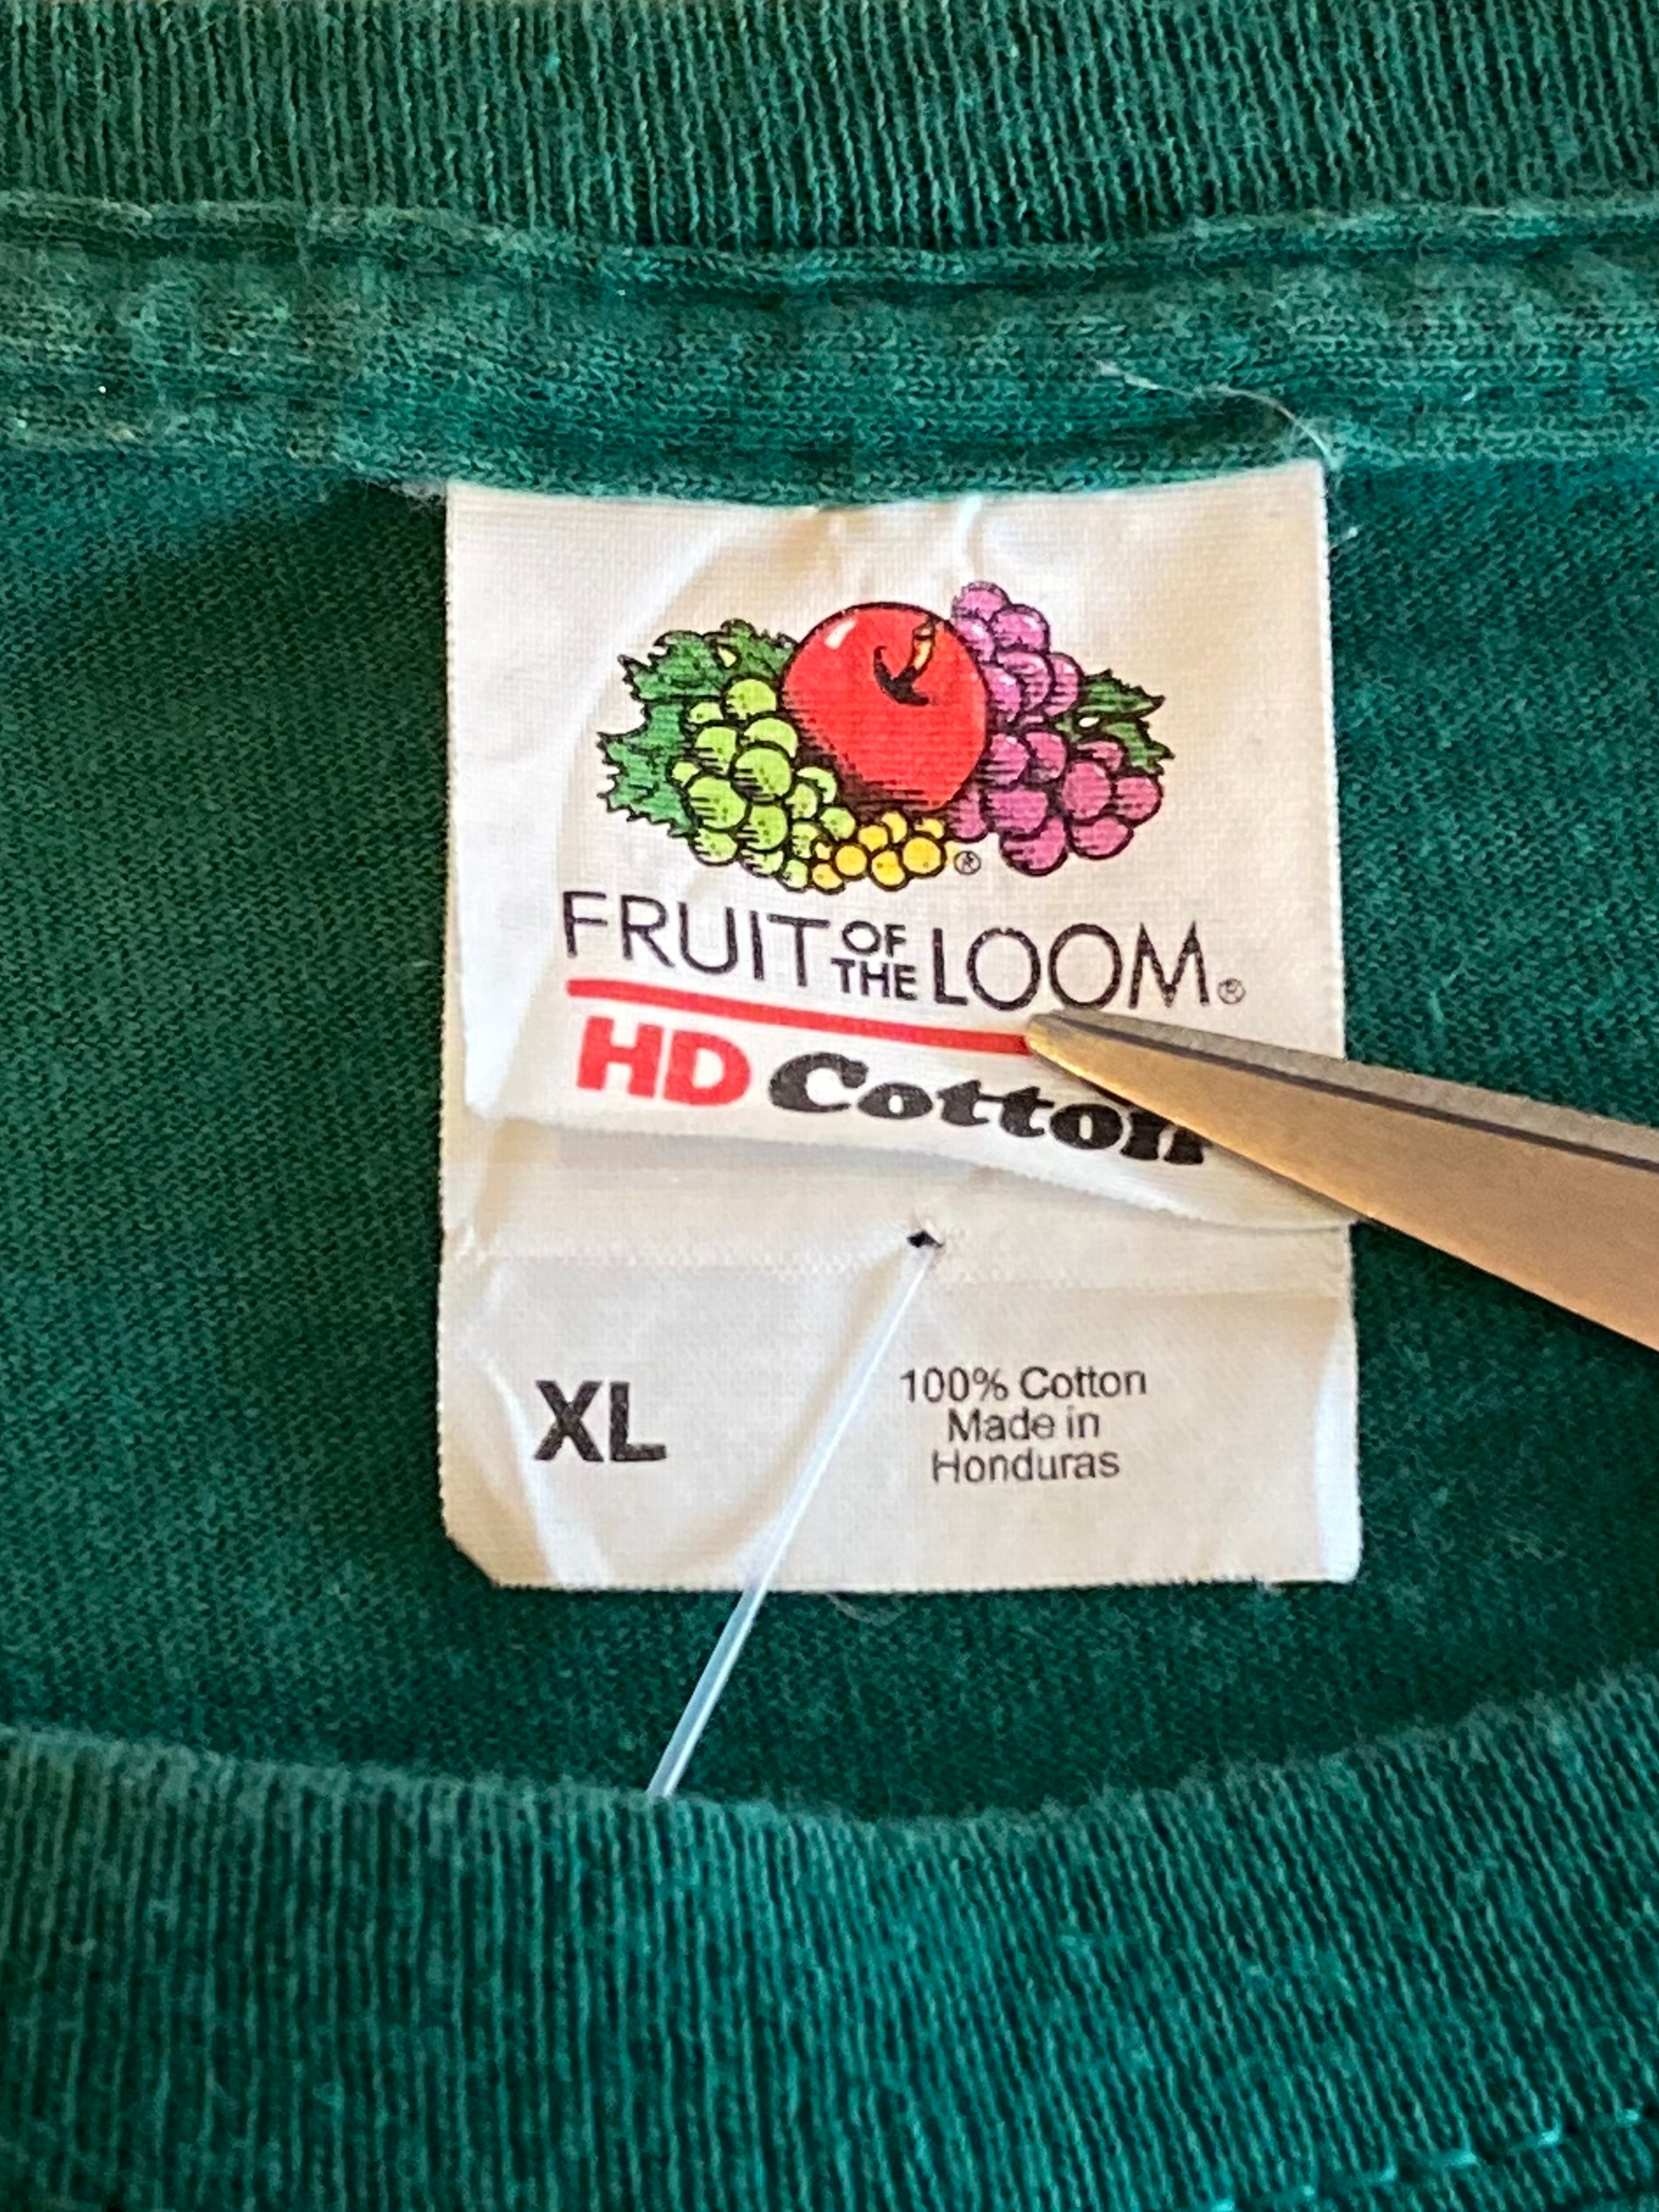 ®
FRUIT OF THE LOOM®
HD Cotton
XL
100% Cotton
Made in
Honduras